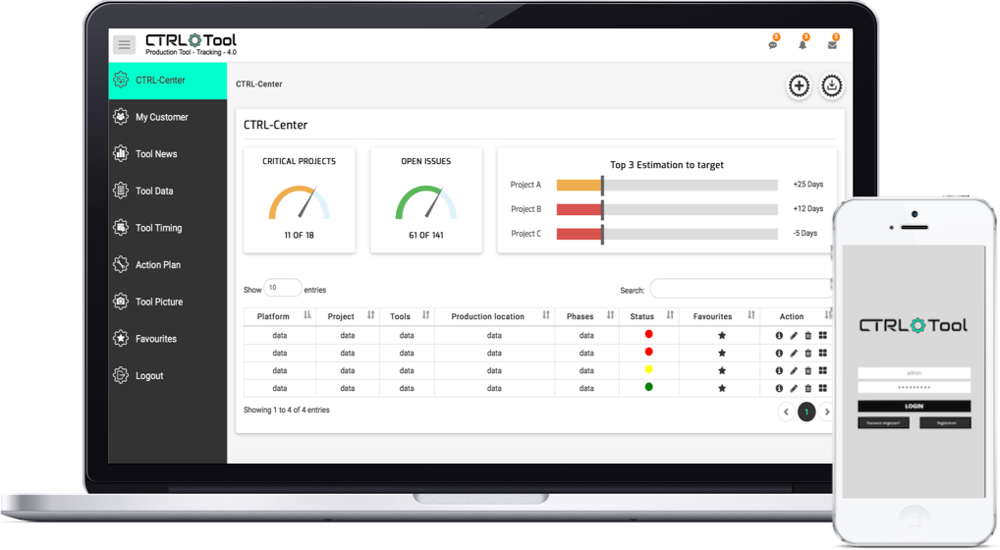 CTRL Tool
Production Tool - Tracking - 4.0
3
3
3
CTRL-Center
My Customer
Tool News
Tool Data
Tool Timing
Action Plan
Tool Picture
Favourites
Logout
CTRL-Center
CTRL-Center
CRITICAL PROJECTS
11 OF 18
OPEN ISSUES
61 OF 141
Top 3 Estimation to target
Project A +25 Days
Project B +12 Days
Project C -5 Days
Show 10 entries
Search:
Platform Project Tools Production location Phases Status Favourites Action
data data data data data
data data data data data
data data data data data
data data data data data
Showing 1 to 4 of 4 entries
1
CTRL Tool
admin
LOGIN
Passwort vergessen? Registrieren